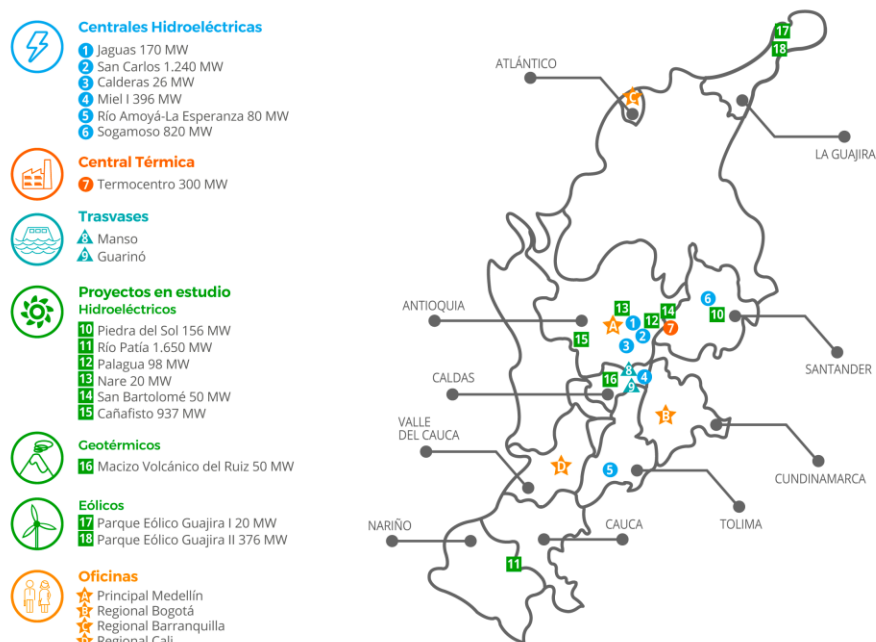 Centrales Hidroeléctricas
1 Jaguas 170 MW
2 San Carlos 1.240 MW
3 Calderas 26 MW
4 Miel I 396 MW
5 Río Amoyá-La Esperanza 80 MW
6 Sogamoso 820 MW
Central Térmica
7 Termocentro 300 MW
Trasvases
8 Manso
9 Guarinó
Proyectos en estudio
Hidroeléctricos
10 Piedra del Sol 156 MW
11 Río Patía 1.650 MW
12 Palagua 98 MW
13 Nare 20 MW
14 San Bartolomé 50 MW
15 Cañafisto 937 MW
Geotérmicos
16 Macizo Volcánico del Ruiz 50 MW
Eólicos
17 Parque Eólico Guajira I 20 MW
18 Parque Eólico Guajira II 376 MW
Oficinas
A Principal Medellín
B Regional Bogotá
C Regional Barranquilla
D Regional Cali
17
18
ATLÁNTICO
C
LA GUAJIRA
ANTIOQUIA
13
14
6
10
A
1
12
7
2
15
3
SANTANDER
8
4
16
9
CALDAS
B
VALLE
DEL CAUCA
D
5
CUNDINAMARCA
TOLIMA
NARIÑO
CAUCA
11